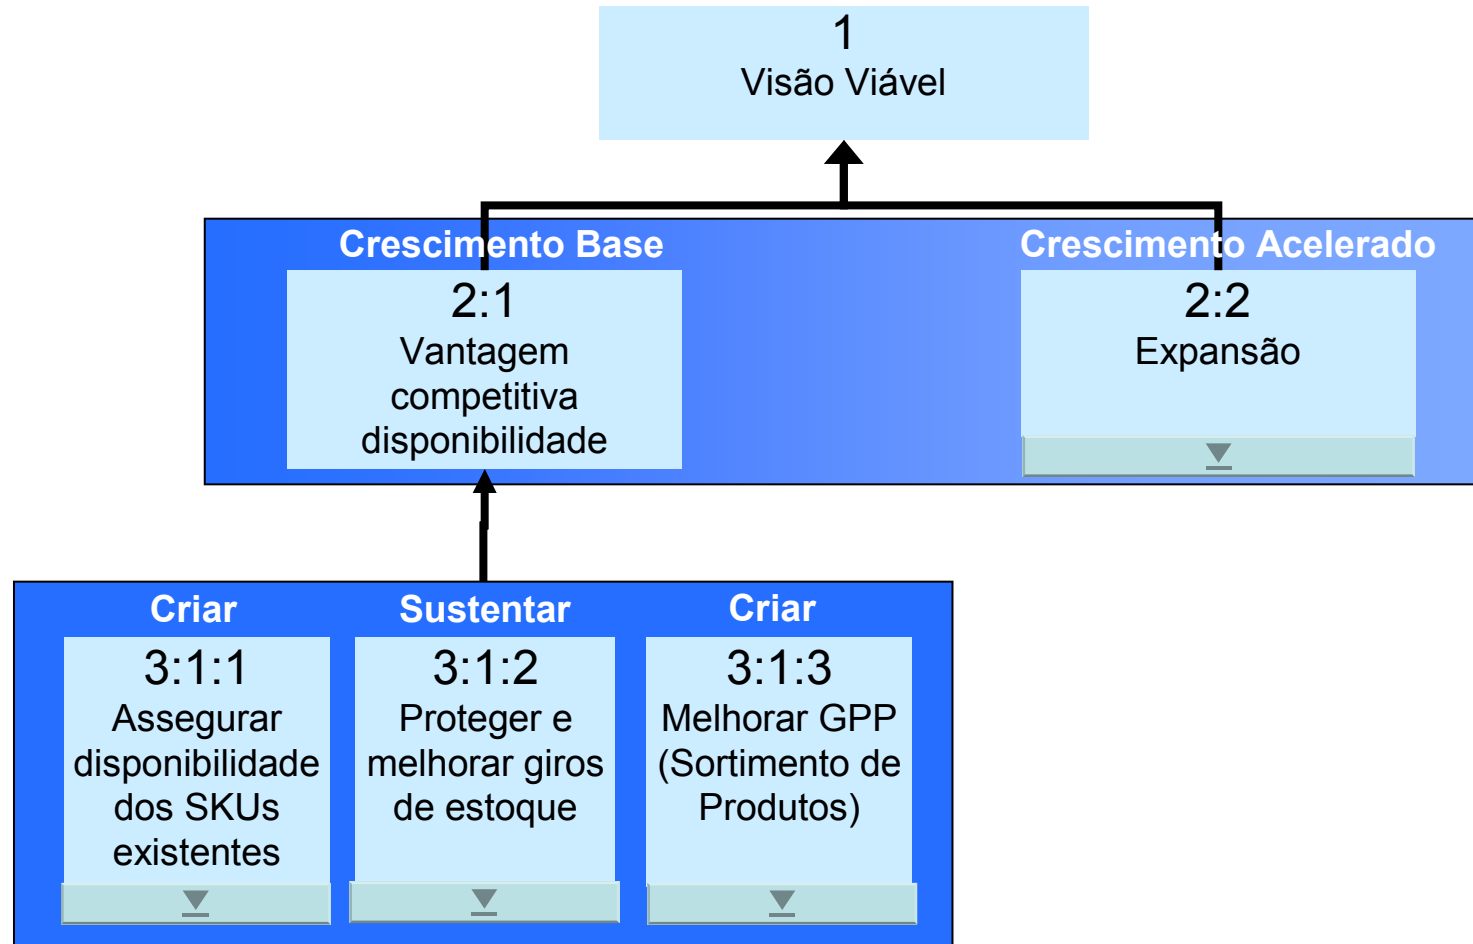 1
Visão Viável
Crescimento Base
Crescimento Acelerado
2:1
Vantagem
competitiva
disponibilidade
2:2
Expansão
Criar
Sustentar
Criar
3:1:1
Assegurar
disponibilidade
dos SKUs
existentes
3:1:2
Proteger e
melhorar giros
de estoque
3:1:3
Melhorar GPP
(Sortimento de
Produtos)